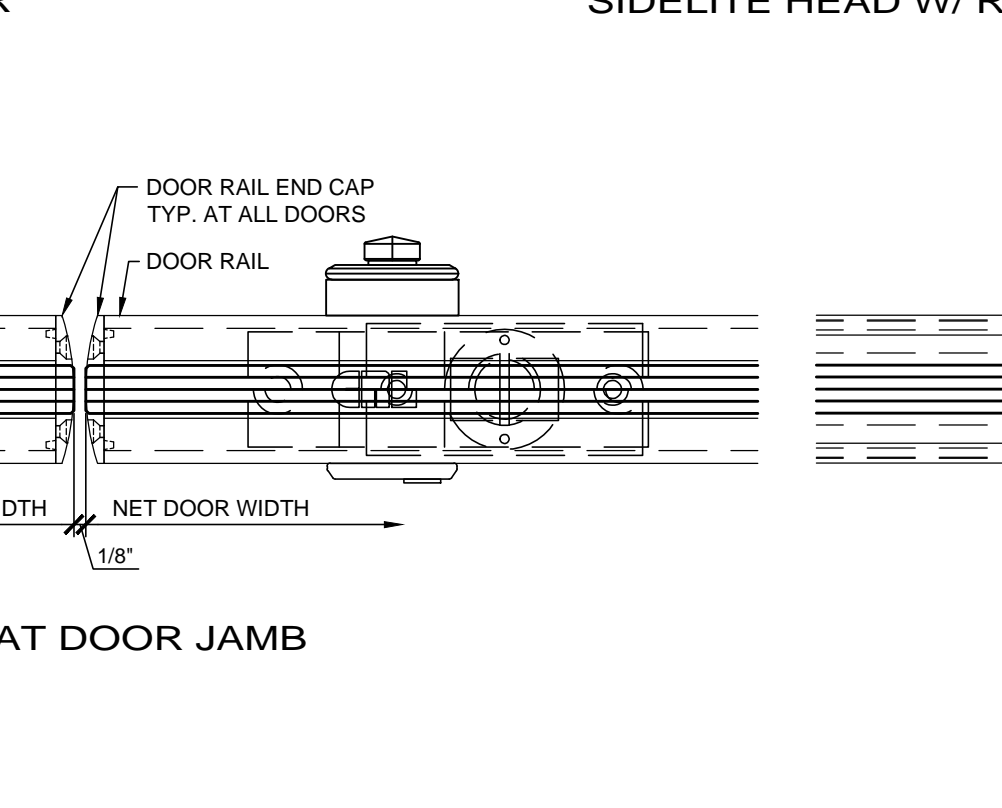 SIDELITE HEAD W/ R
DOOR RAIL END CAP
TYP. AT ALL DOORS
DOOR RAIL
DTH
NET DOOR WIDTH
1/8"
AT DOOR JAMB